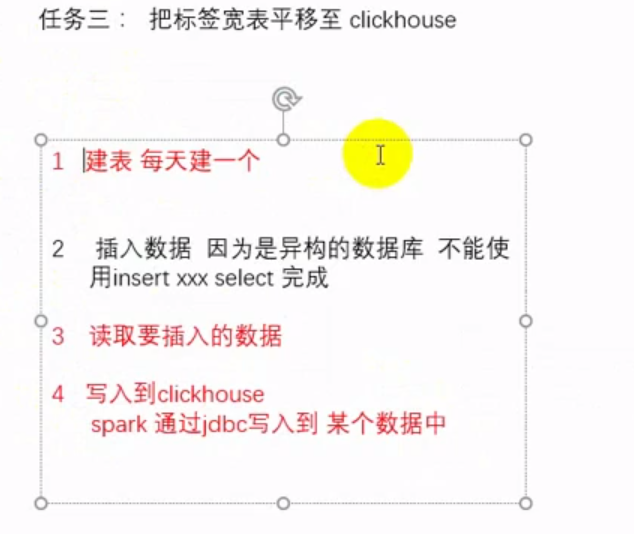 任务三： 把标签宽表平移至 clickhouse
1 建表 每天建一个
2 插入数据 因为是异构的数据库 不能使
用insert xxx select 完成
3 读取要插入的数据
4 写入到clickhouse
spark 通过jdbc写入到 某个数据中